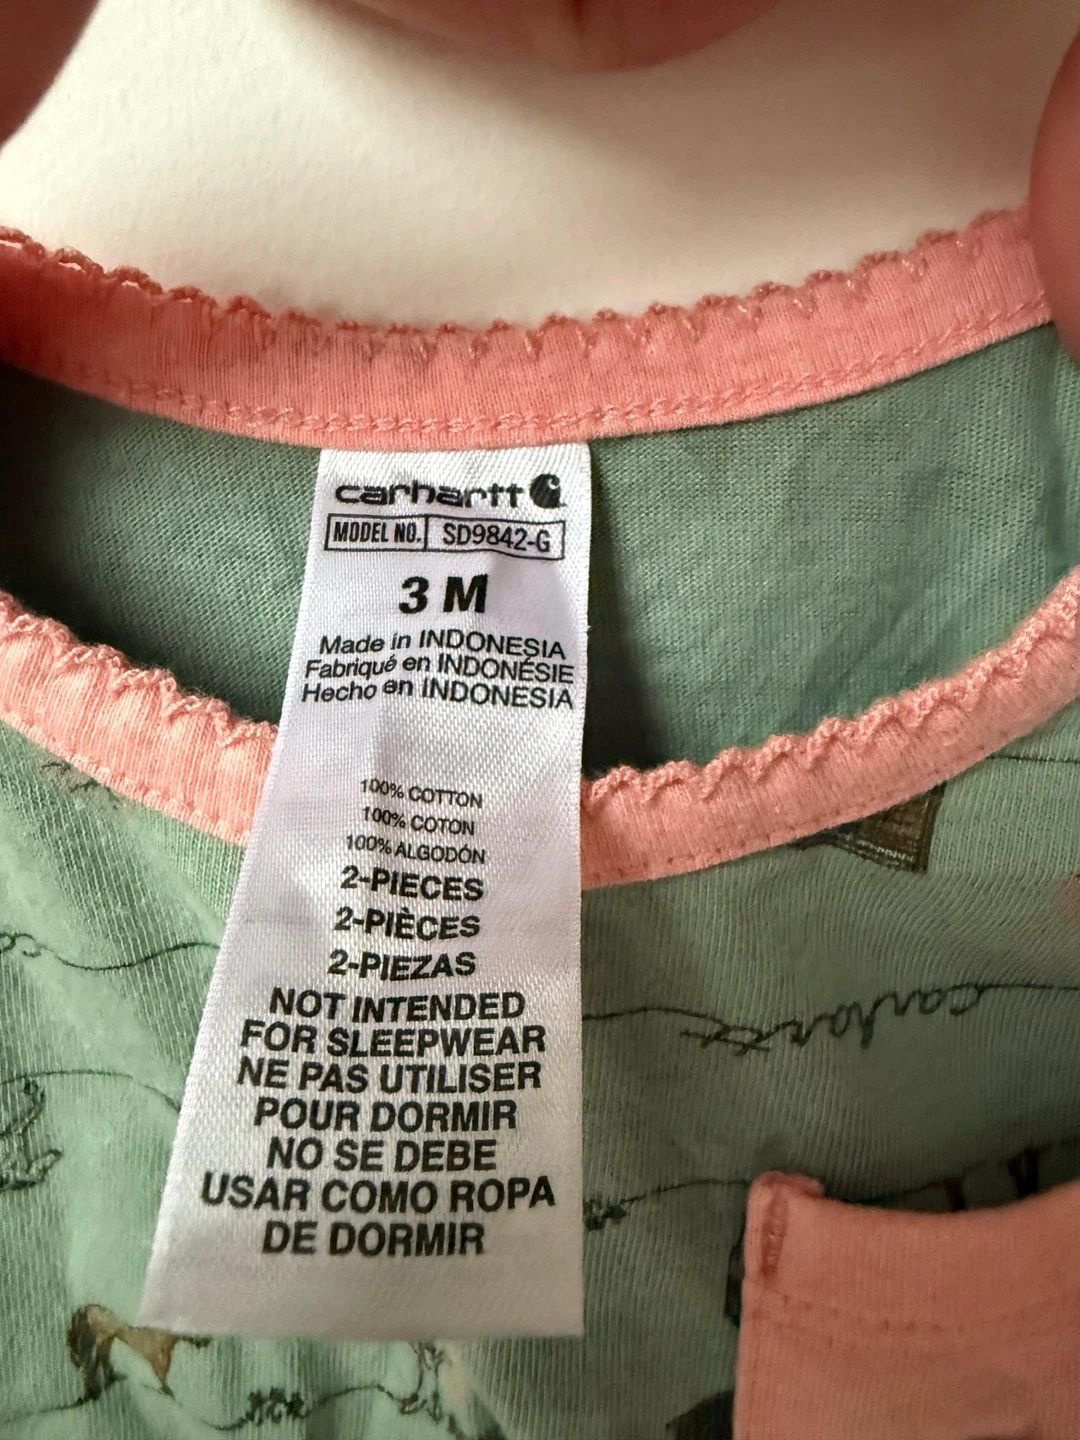 carhartt
MODEL NO. SD9842-G
3 M
Made in INDONESIA
Fabriqué en INDONÉSIE
Hecho en INDONESIA
100% COTTON
100% COTON
100% ALGODÓN
2-PIECES
2-PIÈCES
2-PIEZAS
NOT INTENDED
FOR SLEEPWEAR
NE PAS UTILISER
POUR DORMIR
NO SE DEBE
USAR COMO ROPA
DE DORMIR
carhartt